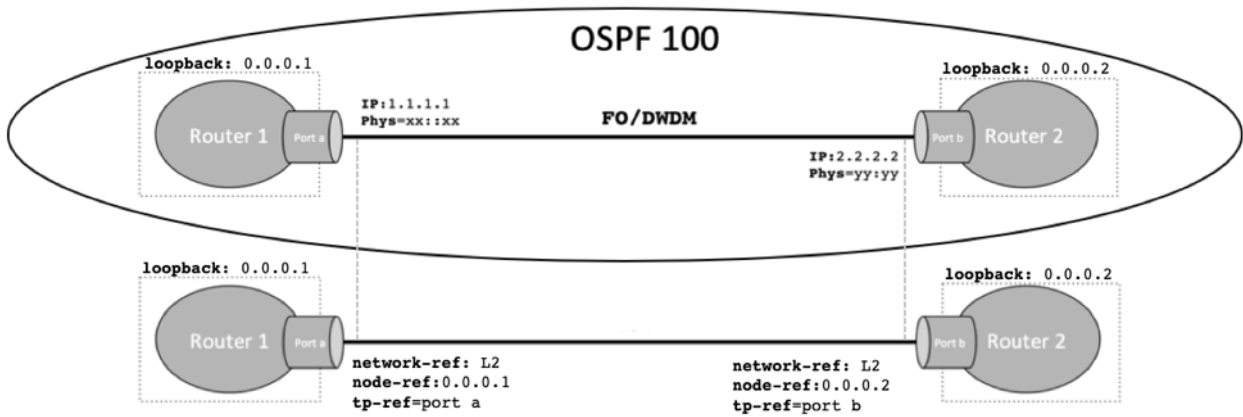 OSPF 100
loopback: 0.0.0.1
loopback: 0.0.0.2
Router 1
Port a
IP:1.1.1.1
Phys=xx::xx
FO/DWDM
IP:2.2.2.2
Phys=yy:yy
Port b
Router 2
loopback: 0.0.0.1
loopback: 0.0.0.2
Router 1
Port a
Port b
Router 2
network-ref: L2
node-ref:0.0.0.1
tp-ref=port a
network-ref: L2
node-ref:0.0.0.2
tp-ref=port b